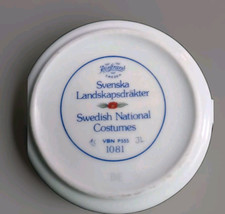 Svenska
Landskapsdräkter
Swedish National
Costumes
1081